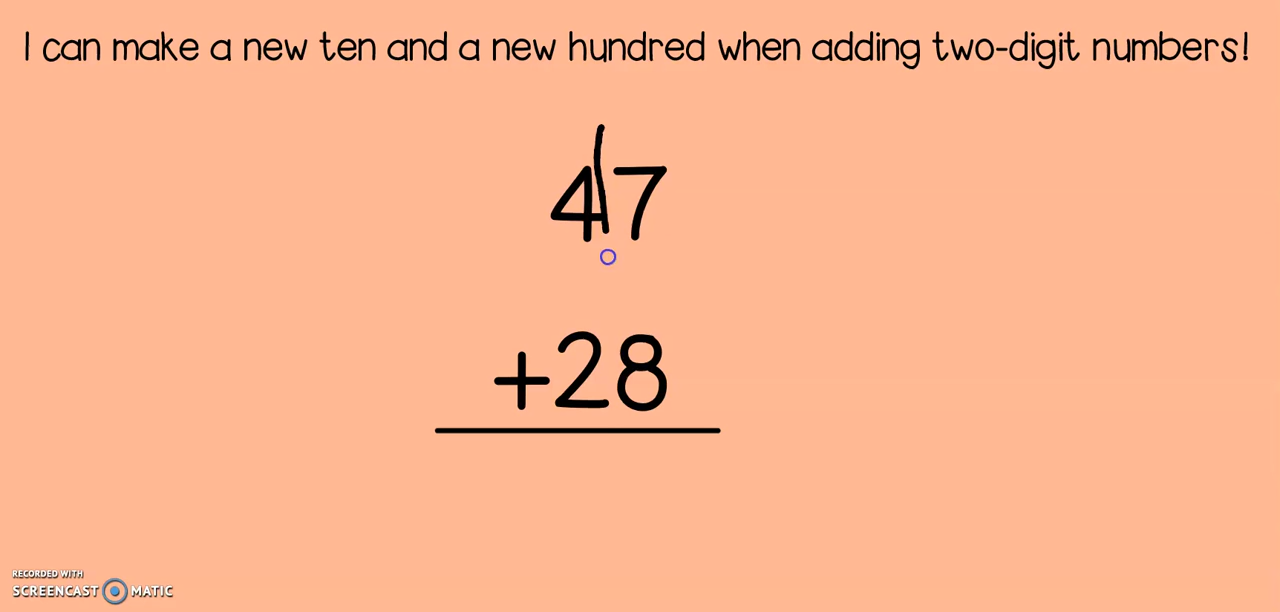 I can make a new ten and a new hundred when adding two-digit numbers!
47
+28
RECORDED WITH
SCREENCAST MATIC